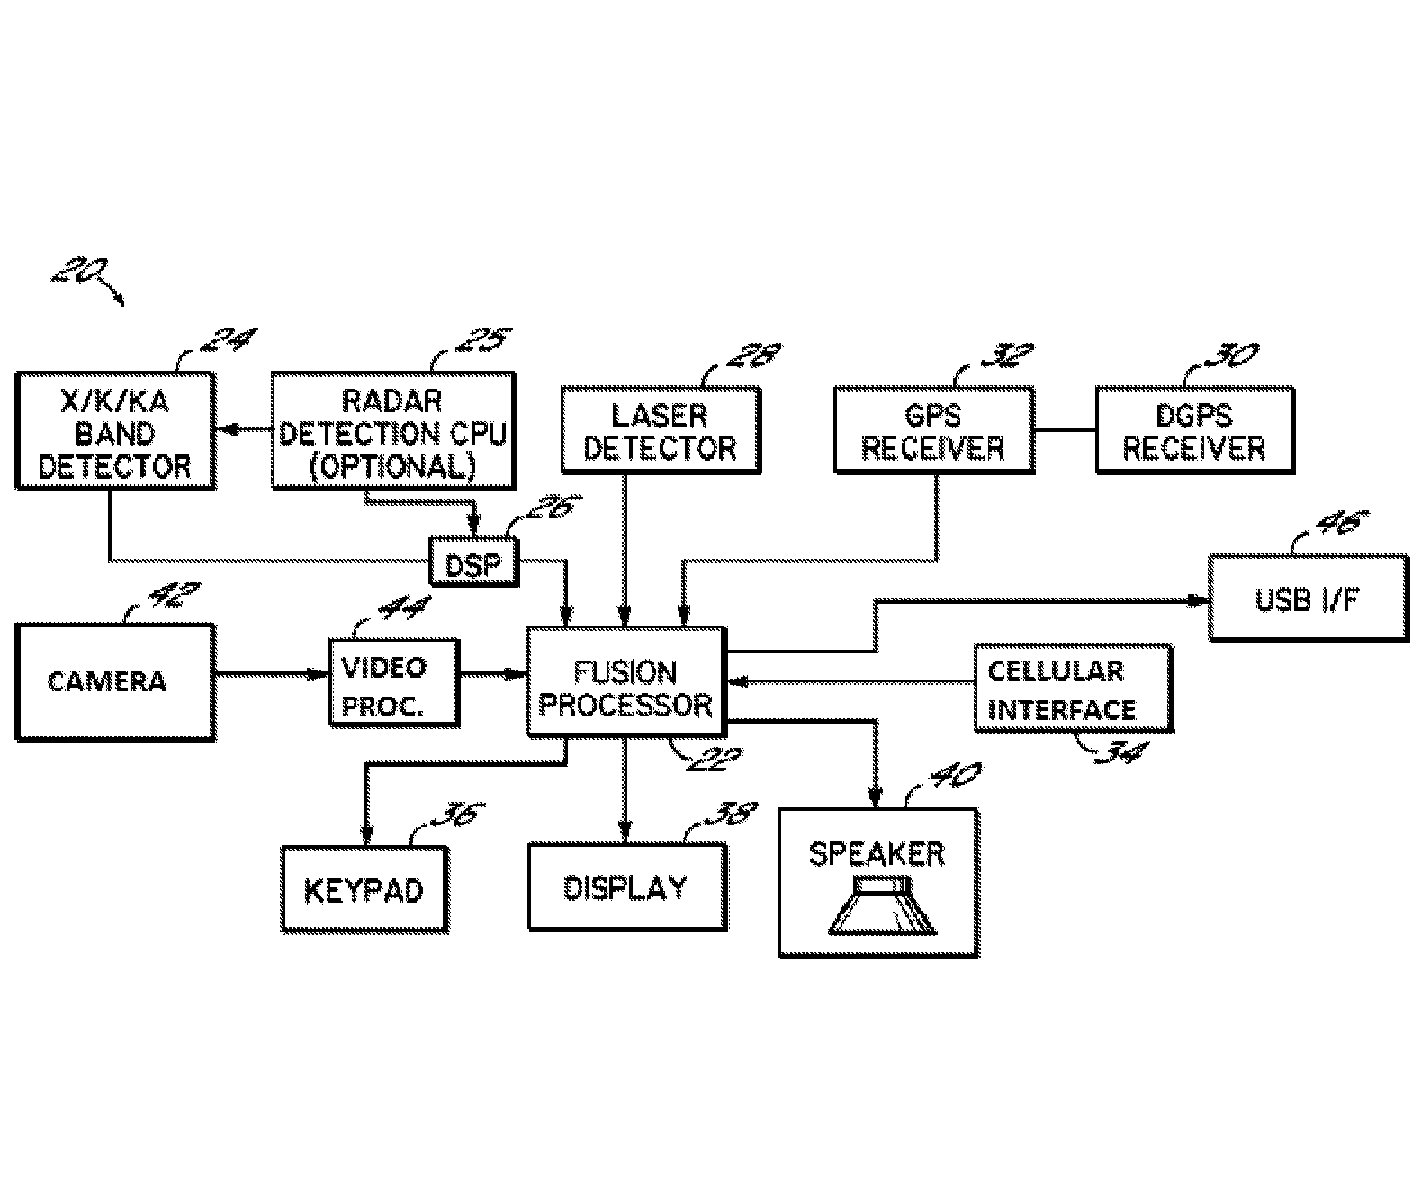 20
24
25
28
32
30
X/K/KA
BAND
DETECTOR
RADAR
DETECTION CPU
(OPTIONAL)
LASER
DETECTOR
GPS
RECEIVER
DGPS
RECEIVER
26
DSP
46
USB I/F
42
CAMERA
44
VIDEO
PROC.
FUSION
PROCESSOR
22
CELLULAR
INTERFACE
34
36
KEYPAD
38
DISPLAY
40
SPEAKER